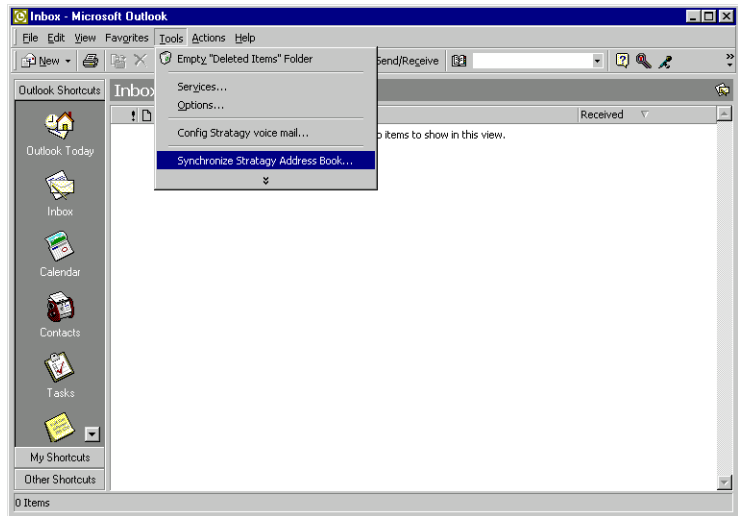 Inbox - Microsoft Outlook
File Edit View Favorites Tools Actions Help
New
Empty "Deleted Items" Folder
Send/Receive
Outlook Shortcuts
Inbox
Services...
Options...
Received
Config Stratagy voice mail...
items to show in this view.
Synchronize Stratagy Address Book...
Outlook Today
Inbox
Calendar
Contacts
Tasks
My Shortcuts
Other Shortcuts
0 Items